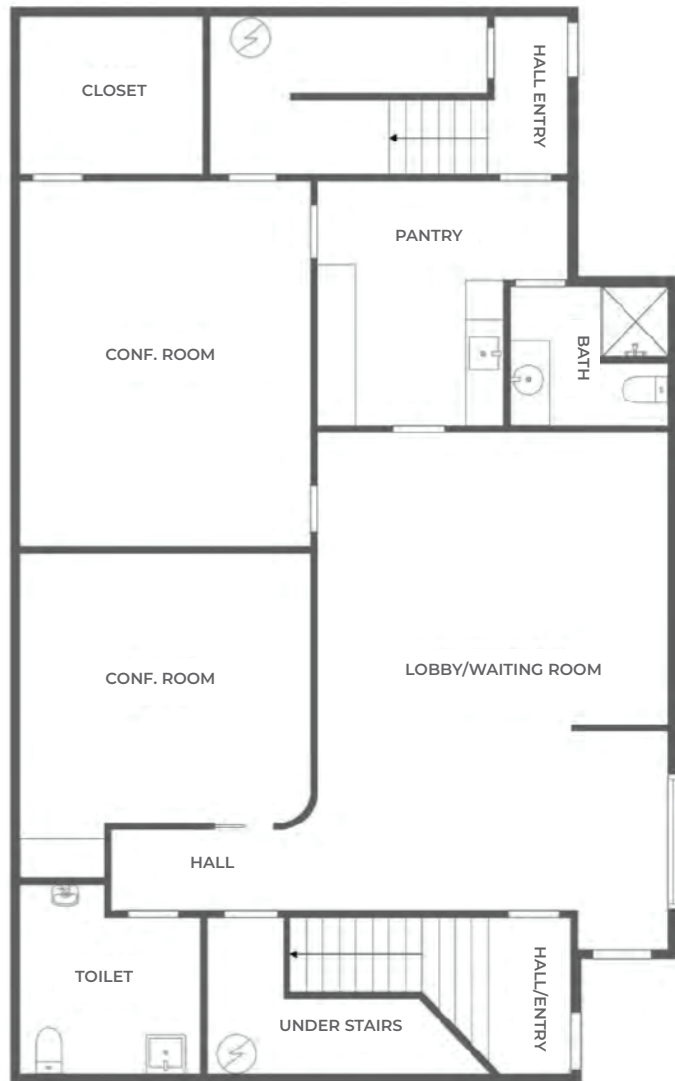 CLOSET
HALL ENTRY
PANTRY
CONF. ROOM
BATH
CONF. ROOM
LOBBY/WAITING ROOM
HALL
TOILET
UNDER STAIRS
HALL/ENTRY